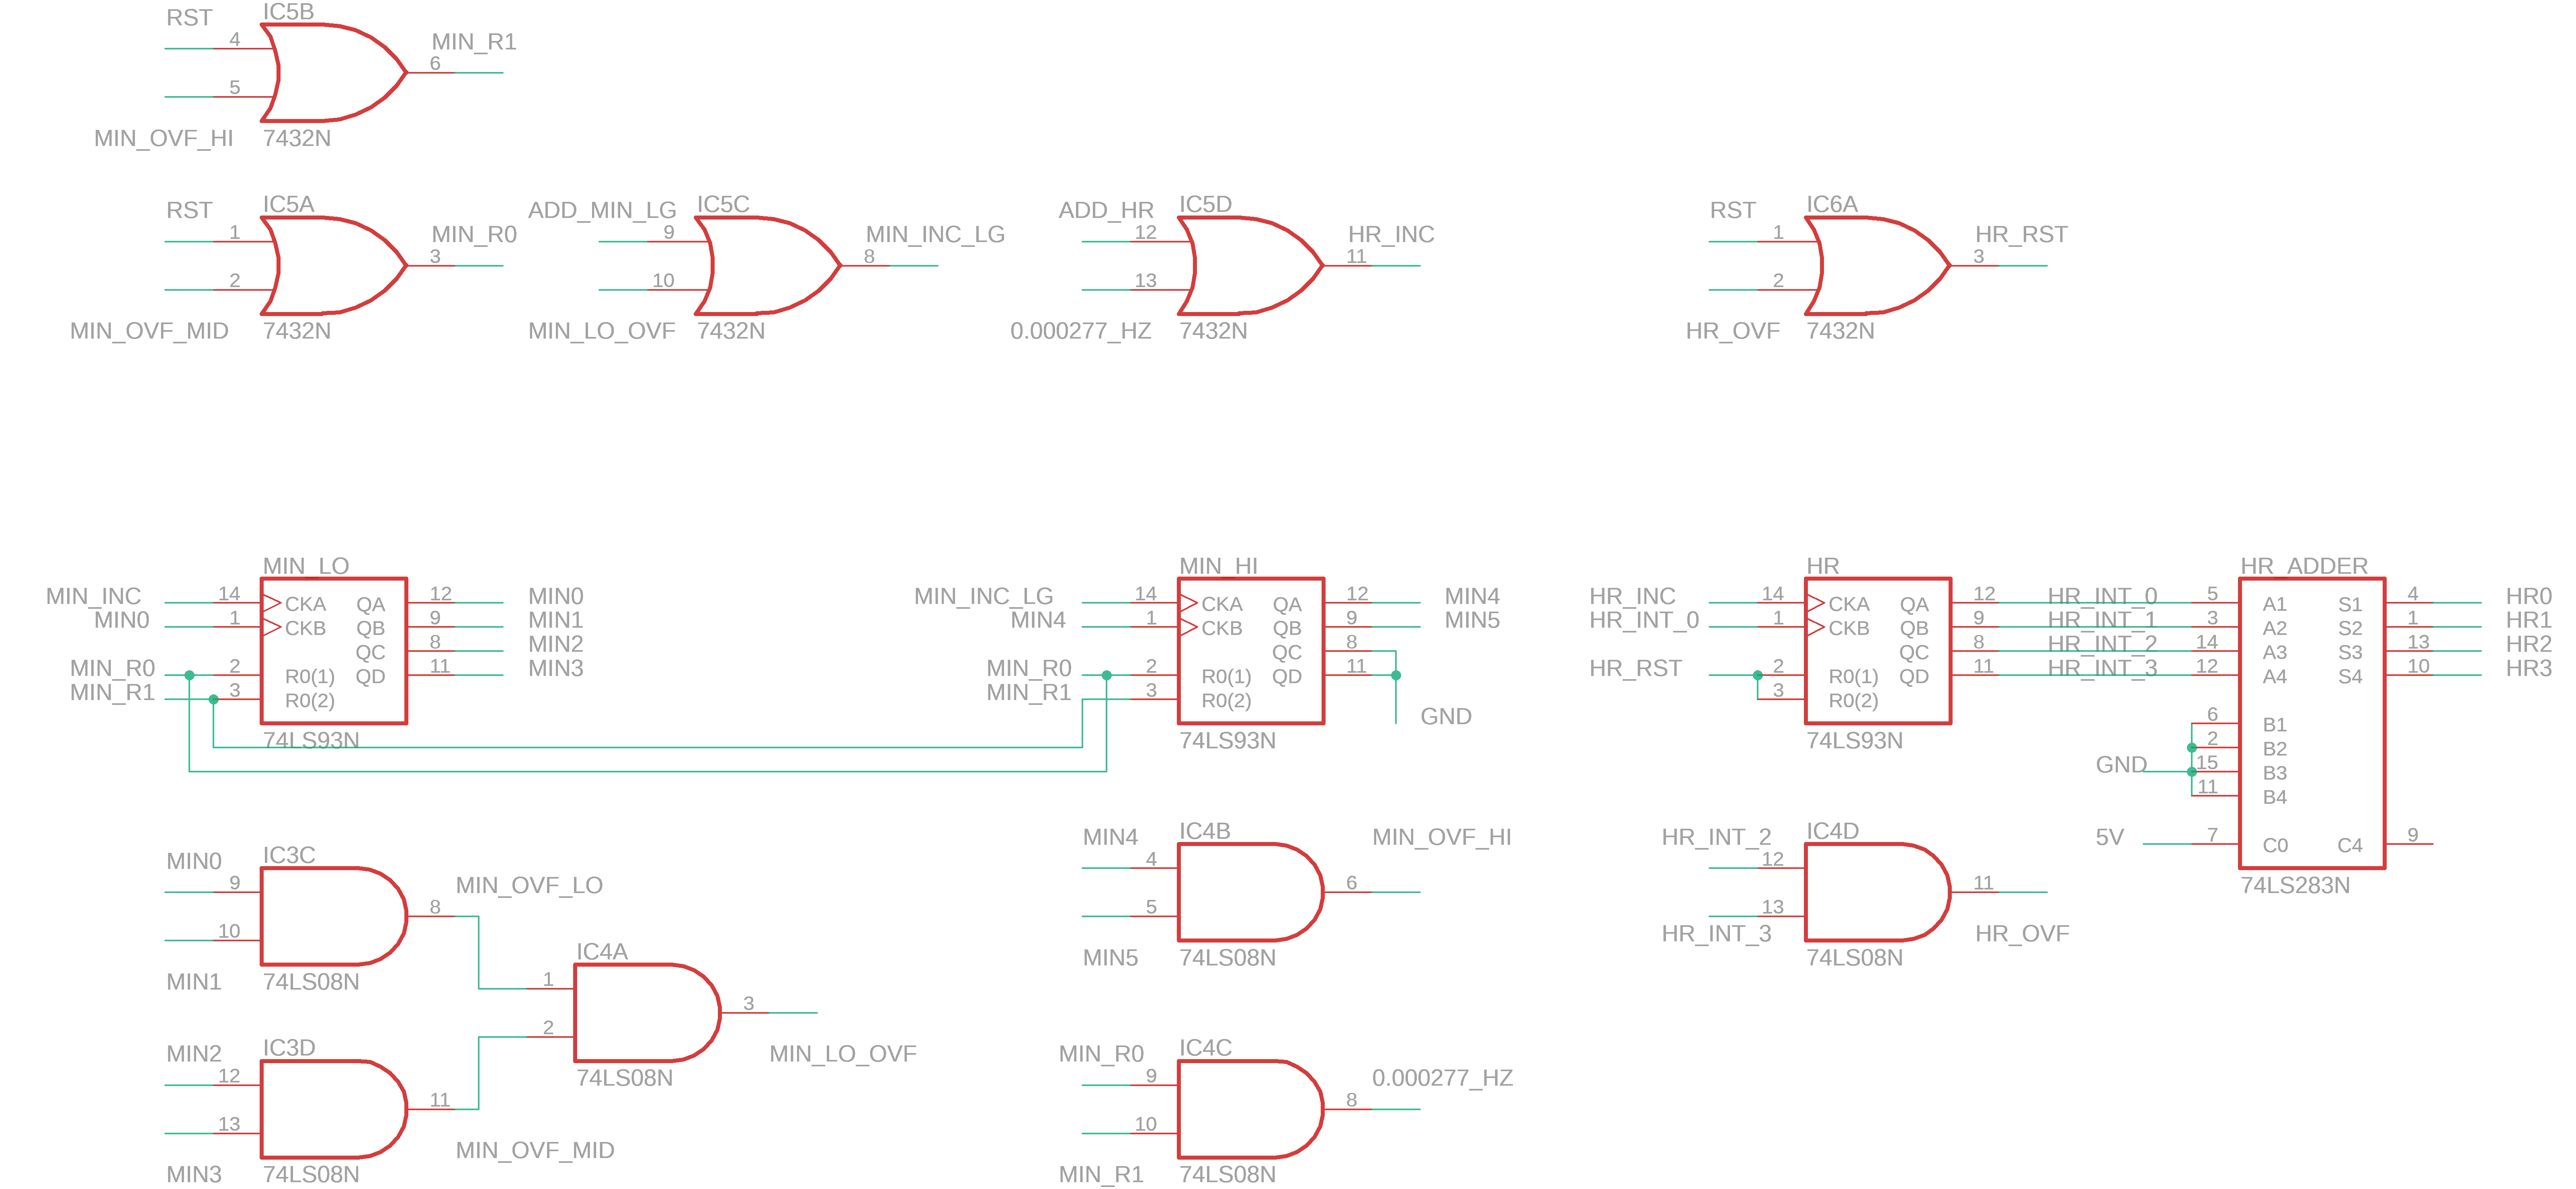 IC5B
RST
4
MIN_R1
6
5
MIN_OVF_HI
7432N
IC5A
RST
1
MIN_R0
3
2
MIN_OVF_MID
7432N
IC5C
ADD_MIN_LG
9
MIN_INC_LG
8
10
MIN_LO_OVF
7432N
IC5D
ADD_HR
12
HR_INC
11
13
0.000277_HZ
7432N
IC6A
RST
1
HR_RST
3
2
HR_OVF
7432N
MIN_LO
MIN_INC 14 CKA QA 12 MIN0
MIN0 1 CKB QB 9 MIN1
QC 8 MIN2
MIN_R0 2 R0(1) QD 11 MIN3
MIN_R1 3 R0(2)
74LS93N
MIN_HI
MIN_INC_LG 14 CKA QA 12 MIN4
MIN4 1 CKB QB 9 MIN5
QC 8
MIN_R0 2 R0(1) QD 11
MIN_R1 3 R0(2)
GND
74LS93N
HR
HR_INC 14 CKA QA 12 HR_INT_0
HR_INT_0 1 CKB QB 9 HR_INT_1
QC 8 HR_INT_2
HR_RST 2 R0(1) QD 11 HR_INT_3
3 R0(2)
74LS93N
HR_ADDER
5 A1 S1 4 HR0
3 A2 S2 1 HR1
14 A3 S3 13 HR2
12 A4 S4 10 HR3
6 B1
2 B2
GND 15 B3
11 B4
5V 7 C0 C4 9
74LS283N
IC3C
MIN0
9
MIN_OVF_LO
8
10
MIN1
74LS08N
IC3D
MIN2
12
11
13
MIN_OVF_MID
MIN3
74LS08N
IC4A
1
3
2
MIN_LO_OVF
74LS08N
IC4B
MIN4
MIN_OVF_HI
4
6
5
MIN5
74LS08N
IC4C
MIN_R0
9
0.000277_HZ
8
10
MIN_R1
74LS08N
IC4D
HR_INT_2
12
11
13
HR_INT_3
HR_OVF
74LS08N